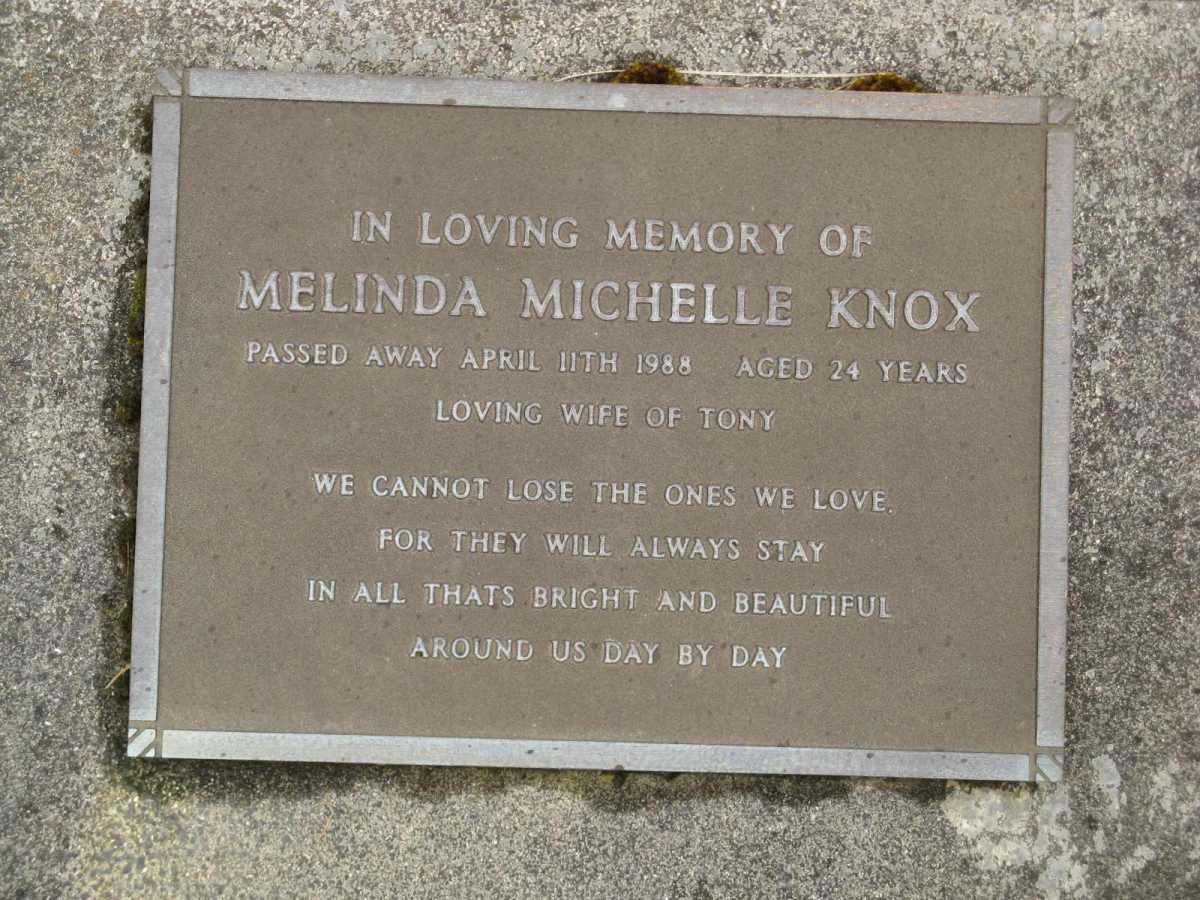 IN LOVING MEMORY OF
MELINDA MICHELLE KNOX
PASSED AWAY APRIL 11TH 1988 AGED 24 YEARS
LOVING WIFE OF TONY
WE CANNOT LOSE THE ONES WE LOVE,
FOR THEY WILL ALWAYS STAY
IN ALL THATS BRIGHT AND BEAUTIFUL
AROUND US DAY BY DAY